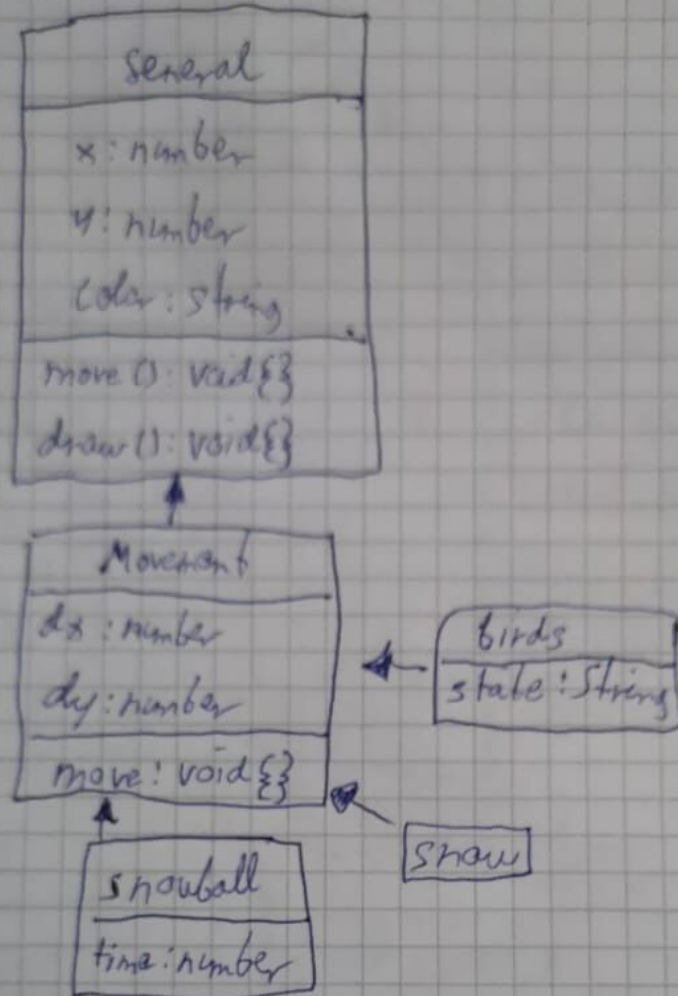 General
x: number
y: number
color: string
move (): void{}
draw (): void{}
Movement
dx: number
dy: number
move: void{}
birds
state: String
snow
snowball
time: number